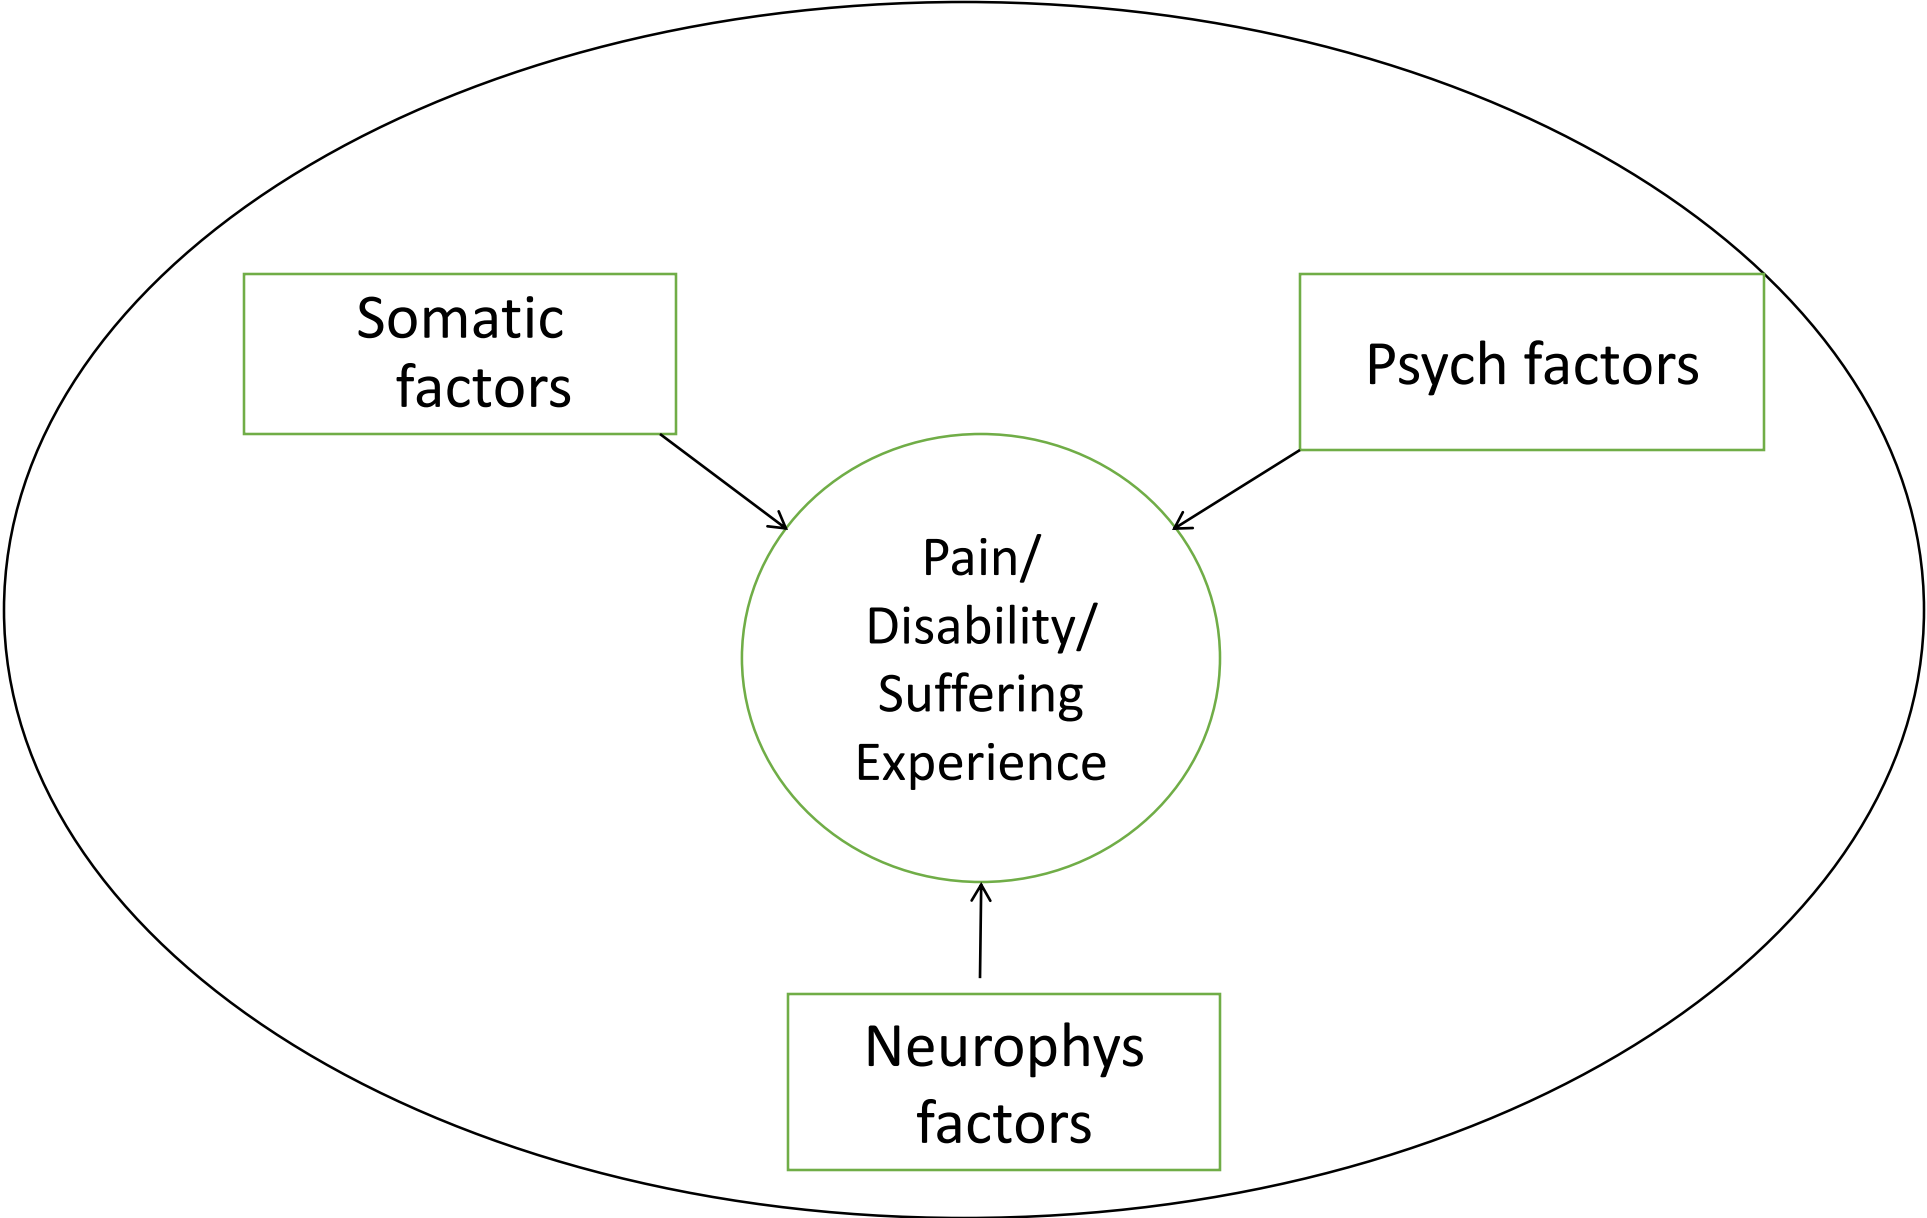 Somatic
factors
Psych factors
Pain/
Disability/
Suffering
Experience
Neurophys
factors